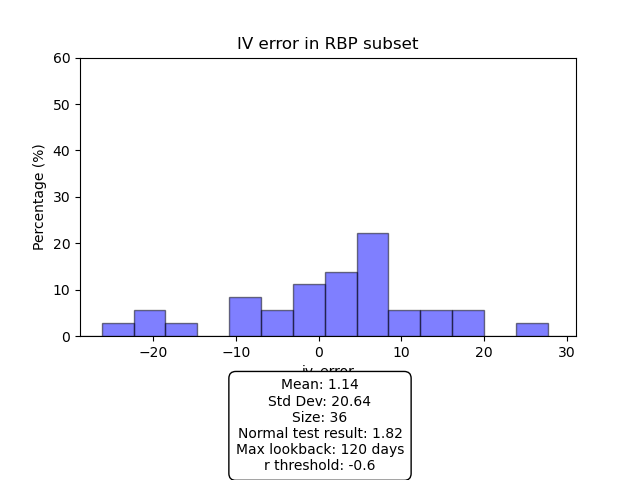 IV error in RBP subset
60
50
40
30
20
10
0
Percentage (%)
−20
−10
0
10
20
30
iv_error
Mean: 1.14
Std Dev: 20.64
Size: 36
Normal test result: 1.82
Max lookback: 120 days
r threshold: -0.6